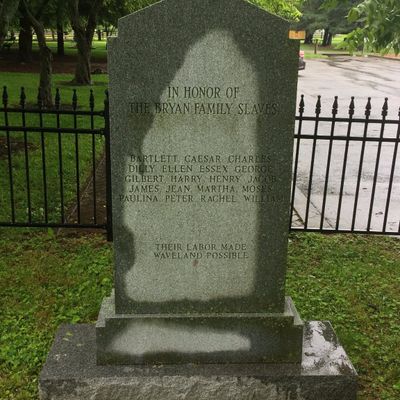 IN HONOR OF
THE BRYAN FAMILY SLAVES
BARTLETT CAESAR CHARLES
DILLY ELLEN ESSEX GEORGE
GILBERT HARRY HENRY JACOB
JAMES JEAN MARTHA MOSES
PAULINA PETER RACHEL WILLIAM
THEIR LABOR MADE
WAVELAND POSSIBLE